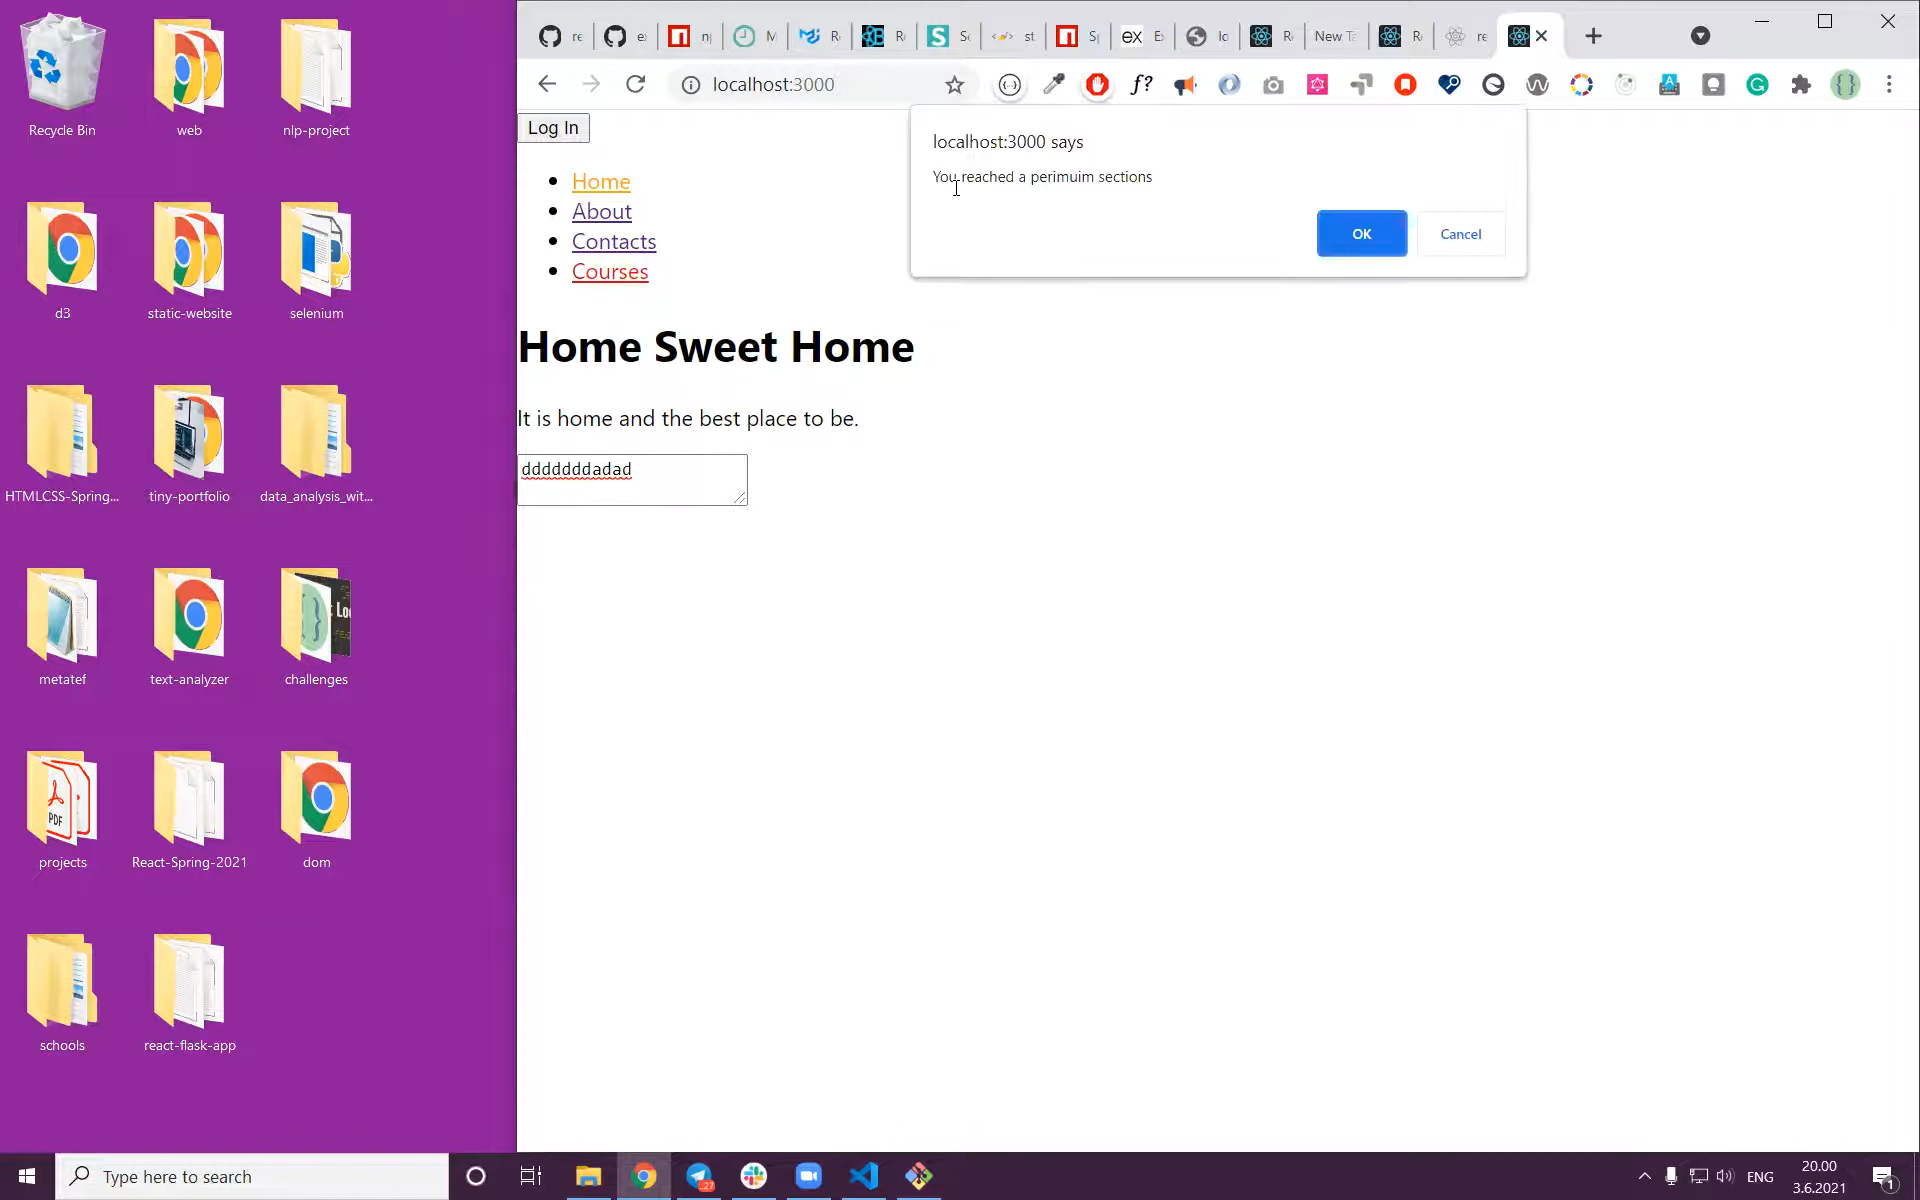 Recycle Bin
web
nlp-project
d3
static-website
selenium
HTMLCSS-Spring...
tiny-portfolio
data_analysis_wit...
metatef
text-analyzer
challenges
PDF
projects
React-Spring-2021
dom
schools
react-flask-app
New T
localhost:3000
Log In
Home
About
Contacts
Courses
localhost:3000 says
You reached a perimuim sections
OK
Cancel
Home Sweet Home
It is home and the best place to be.
dddddddadad
Type here to search
27
ENG
20.00
3.6.2021
1